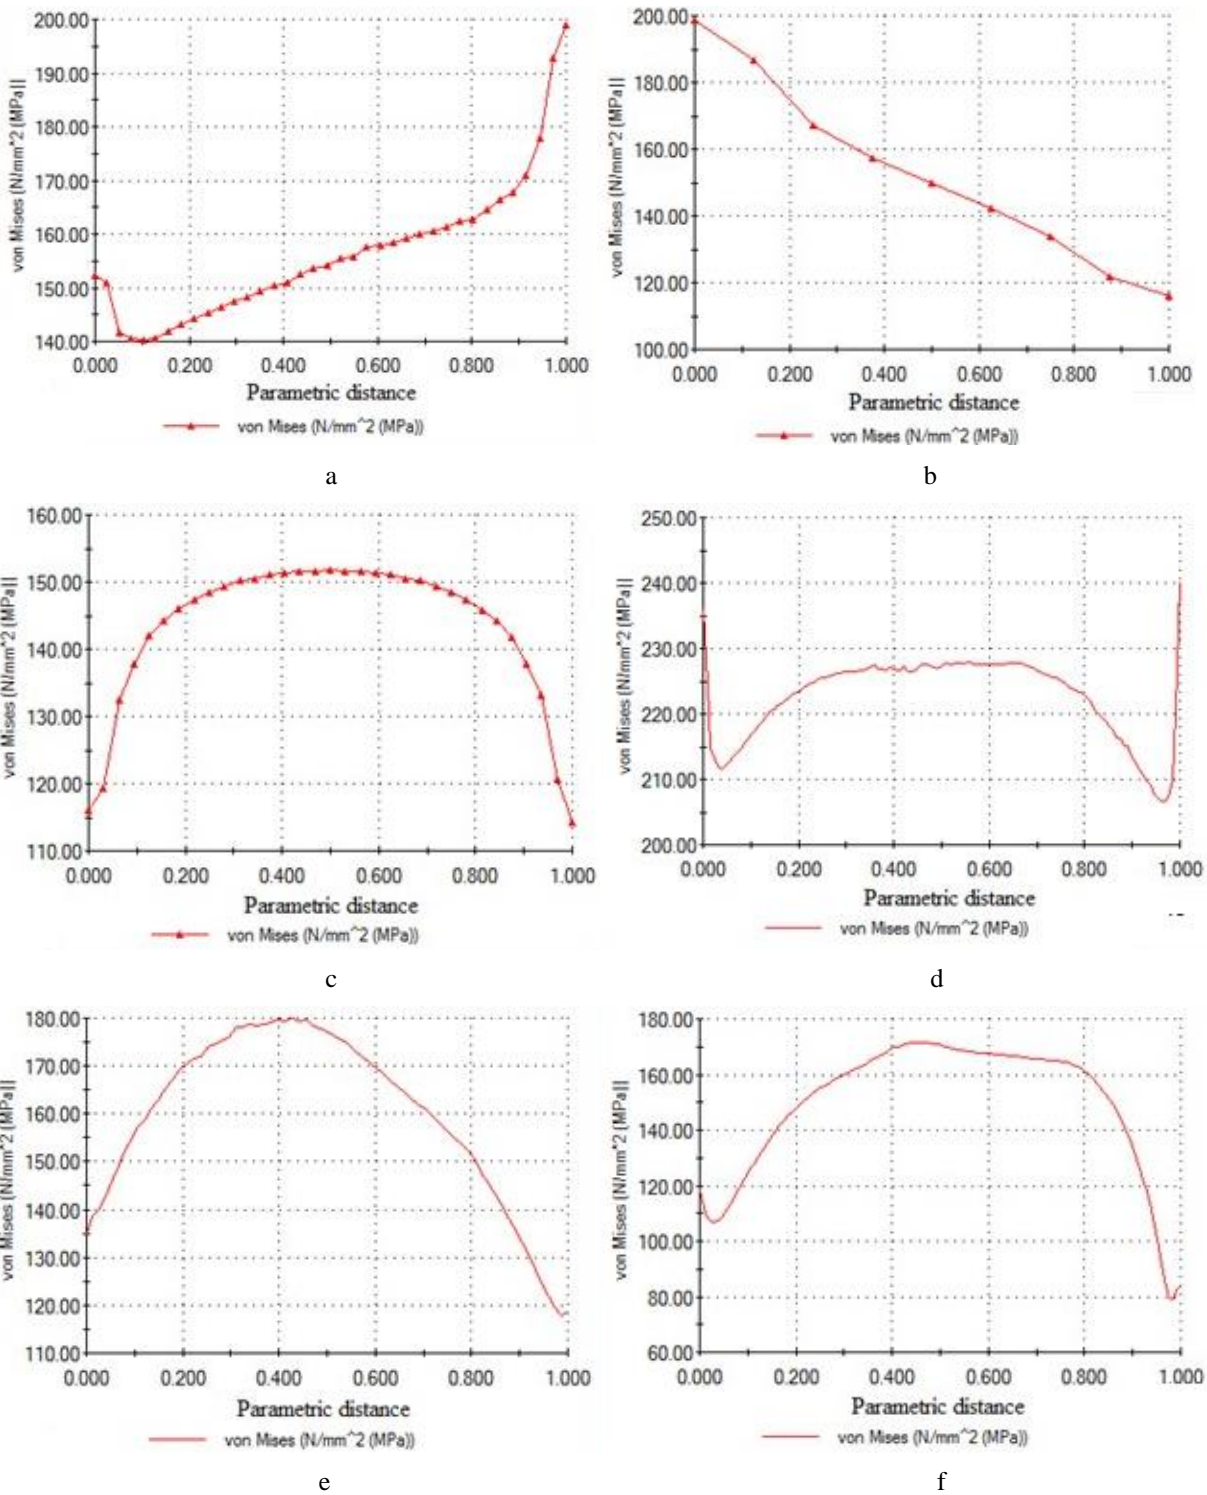 200.00
190.00
180.00
170.00
160.00
150.00
140.00
von Mises (N/mm^2 (MPa)]
0.000 0.200 0.400 0.600 0.800 1.000
Parametric distance
von Mises (N/mm^2 (MPa))
a
200.00
180.00
160.00
140.00
120.00
100.00
von Mises (N/mm^2 (MPa)]
0.000 0.200 0.400 0.600 0.800 1.000
Parametric distance
von Mises (N/mm^2 (MPa))
b
160.00
150.00
140.00
130.00
120.00
110.00
von Mises (N/mm^2 (MPa)]
0.000 0.200 0.400 0.600 0.800 1.000
Parametric distance
von Mises (N/mm^2 (MPa))
c
250.00
240.00
230.00
220.00
210.00
200.00
von Mises (N/mm^2 (MPa)]
0.000 0.200 0.400 0.600 0.800 1.000
Parametric distance
von Mises (N/mm^2 (MPa))
d
180.00
170.00
160.00
150.00
140.00
130.00
120.00
110.00
von Mises (N/mm^2 (MPa)]
0.000 0.200 0.400 0.600 0.800 1.000
Parametric distance
von Mises (N/mm^2 (MPa))
e
180.00
160.00
140.00
120.00
100.00
80.00
60.00
von Mises (N/mm^2 (MPa)]
0.000 0.200 0.400 0.600 0.800 1.000
Parametric distance
von Mises (N/mm^2 (MPa))
f